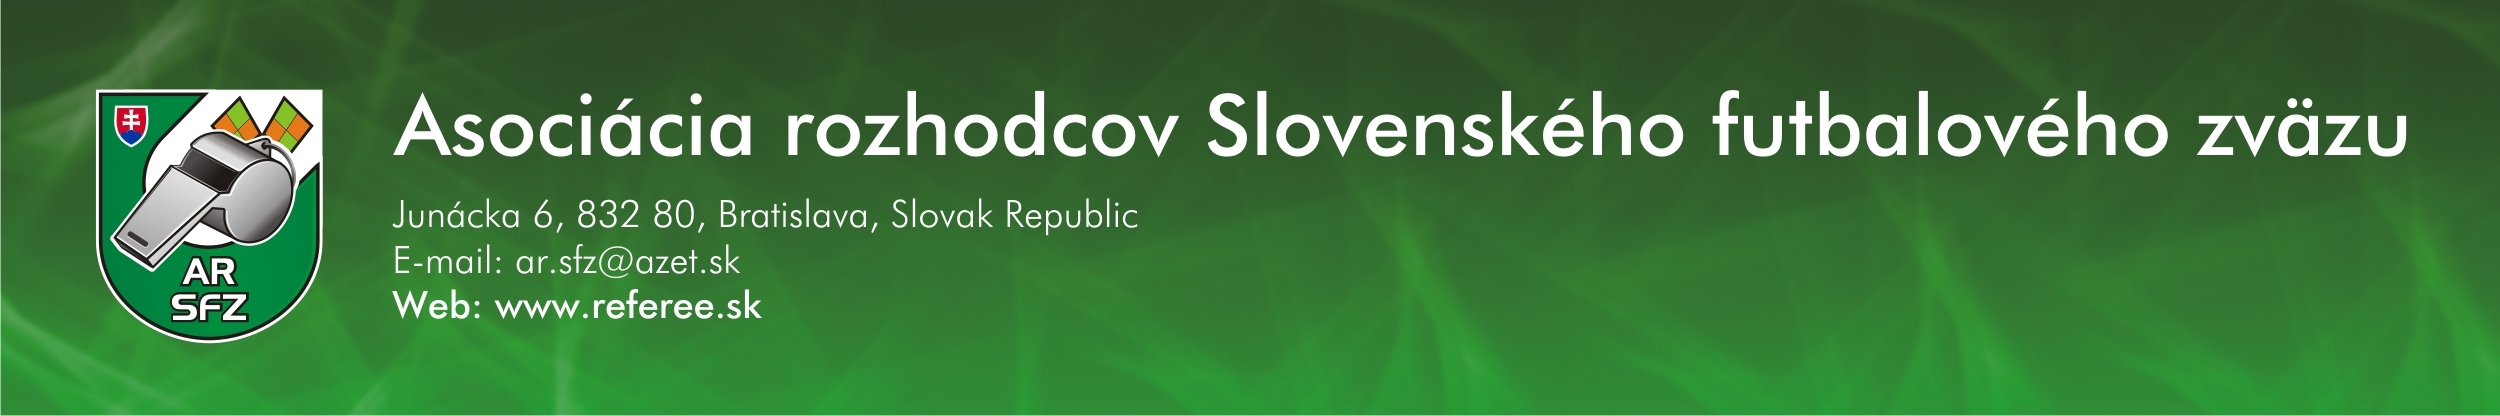 Asociácia rozhodcov Slovenského futbalového zväzu
Junácka 6, 832 80, Bratislava, Slovak Republic
E-mail: ar.sfz@azet.sk
Web: www.referee.sk
AR
SFZ